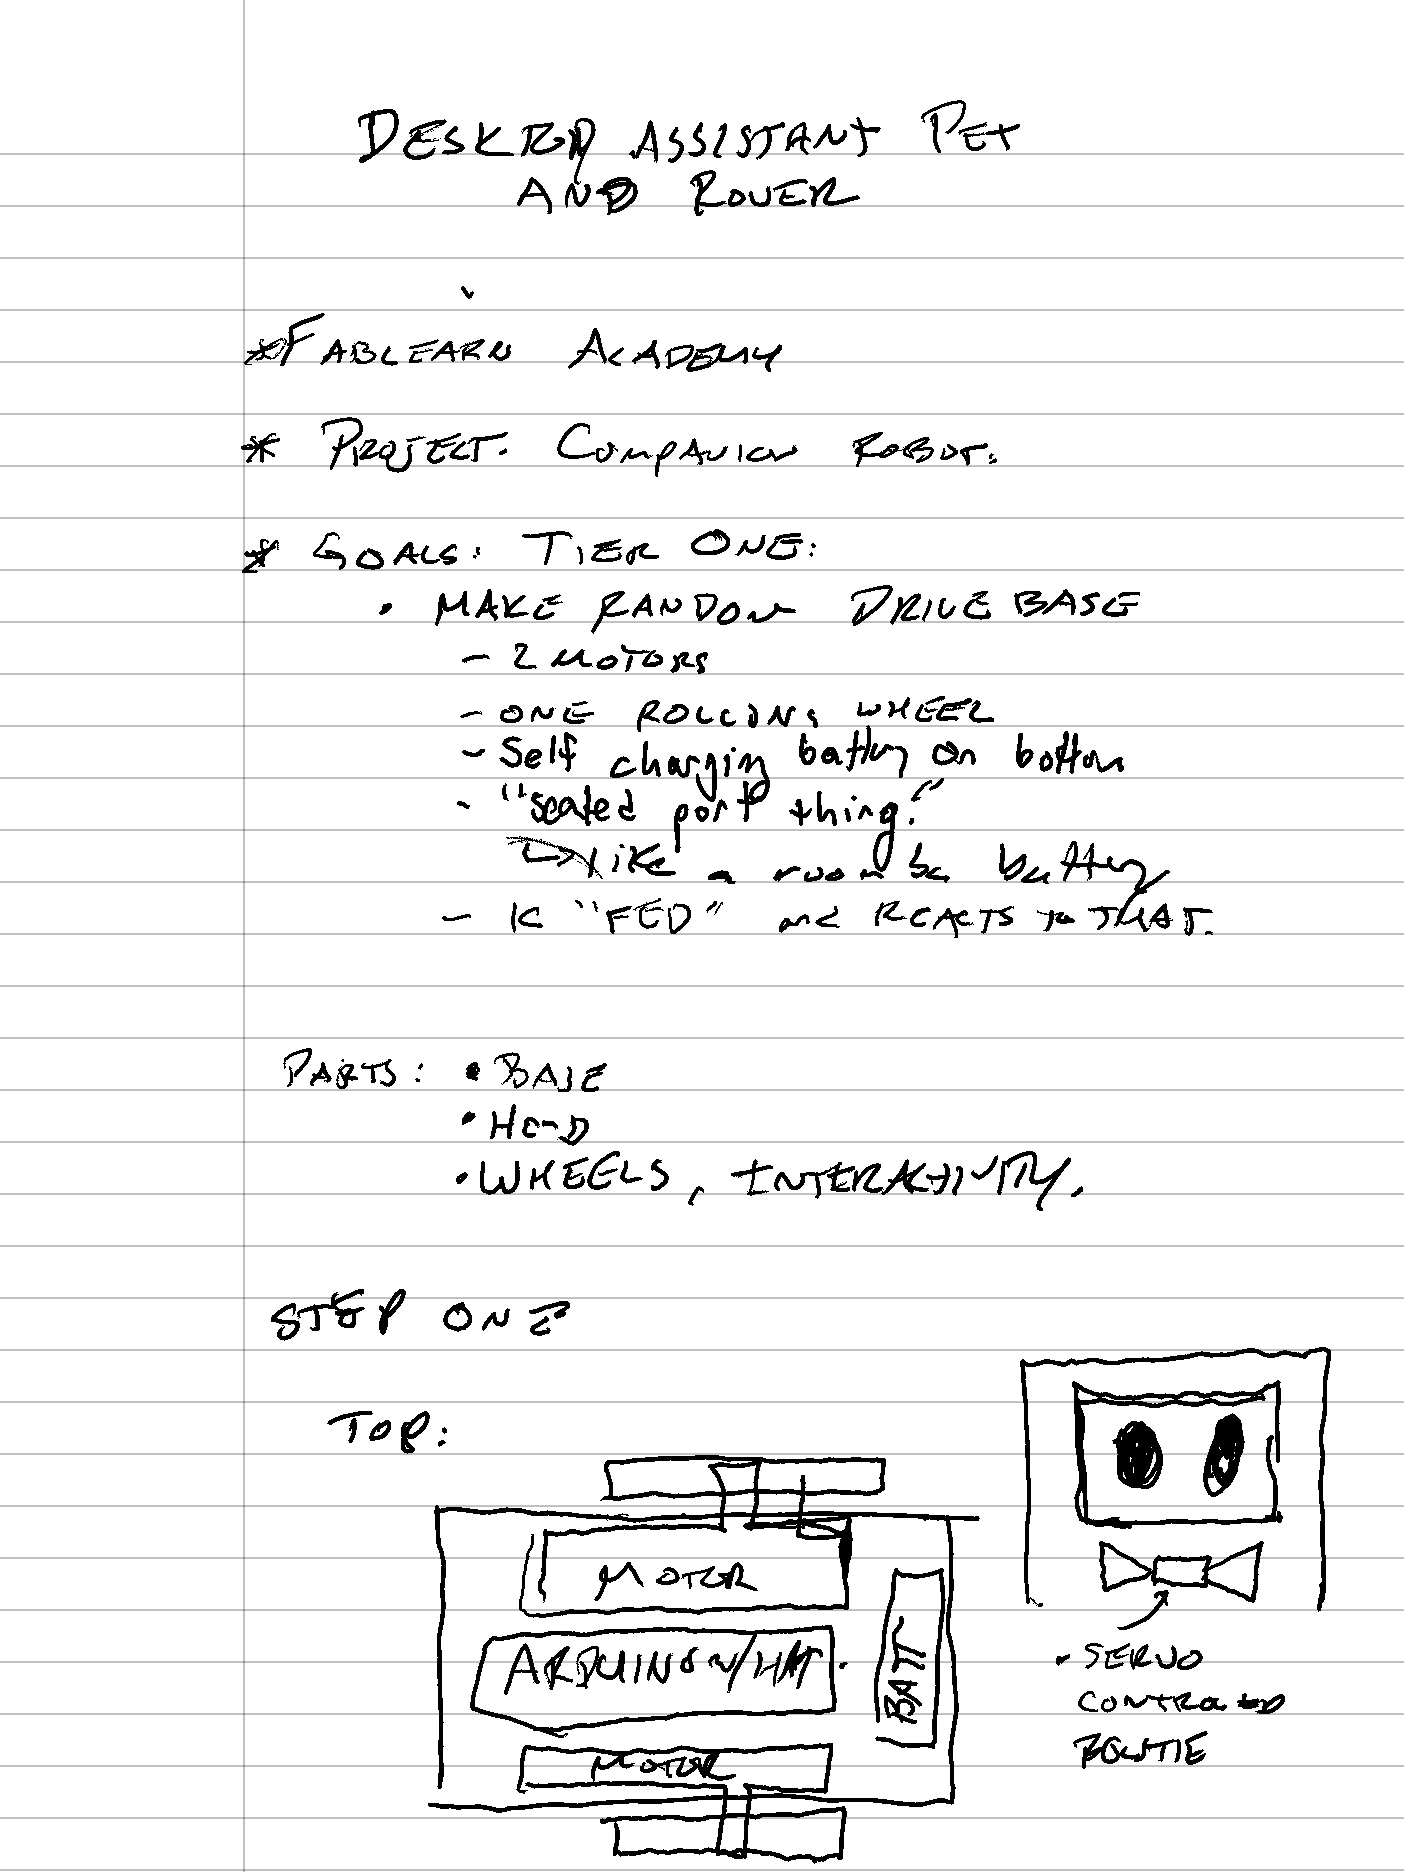 DESKTOP ASSISTANT PET
AND ROVER
* FABLEARN ACADEMY
* PROJECT. COMPANION ROBOT.
* GOALS: TIER ONE:
• MAKE RANDOM DRIVE BASE
- 2 MOTORS
- ONE ROLLING WHEEL
- Self charging battery on bottom
- "sealed port thing."
↳ like a roomba battery
- IS "FED" and REACTS to THAT.
PARTS: • BASE
• HEAD
• WHEELS, INTERACTIVITY.
STEP ONE
TOP:
MOTOR
ARDUINO W/HAT.
BATT
MOTOR
• SERVO
CONTROLLED
BOWTIE